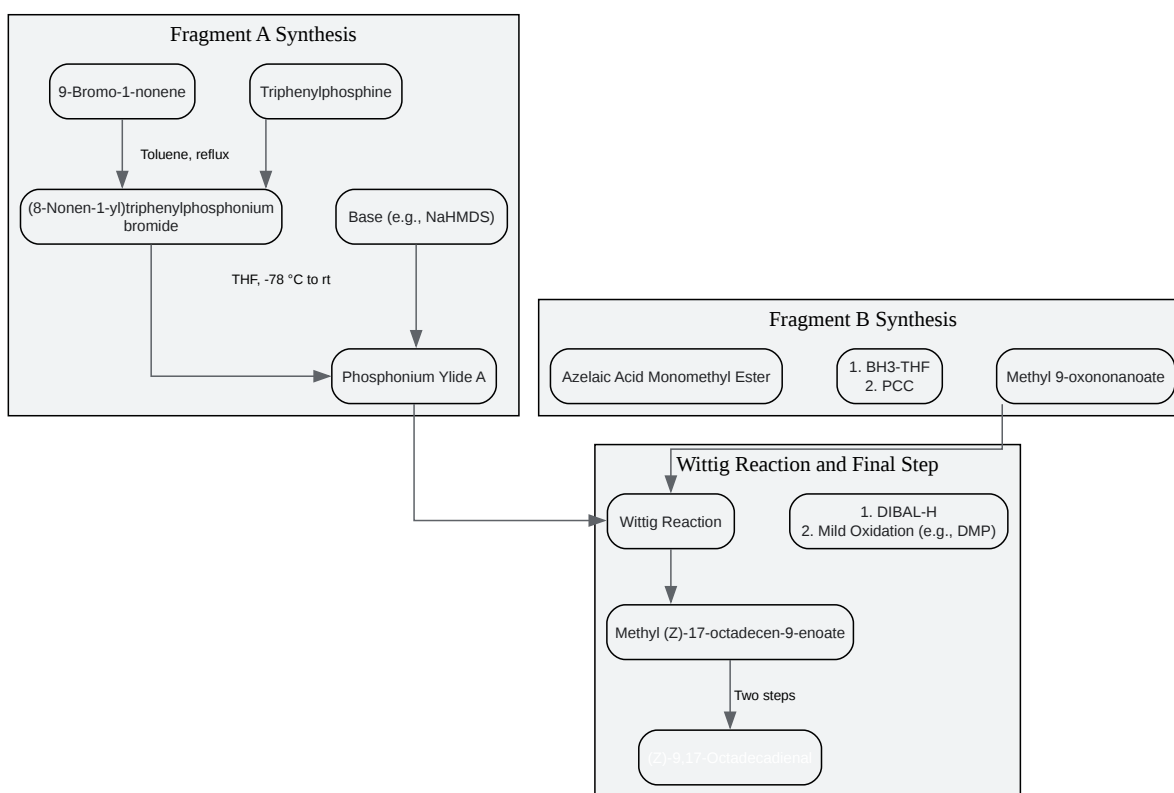 Fragment A Synthesis
9-Bromo-1-nonene
Triphenylphosphine
Toluene, reflux
(8-Nonen-1-yl)triphenylphosphonium
bromide
Base (e.g., NaHMDS)
THF, -78 °C to rt
Phosphonium Ylide A
Fragment B Synthesis
Azelaic Acid Monomethyl Ester
1. BH3-THF
2. PCC
Methyl 9-oxononanoate
Wittig Reaction and Final Step
Wittig Reaction
1. DIBAL-H
2. Mild Oxidation (e.g., DMP)
Methyl (Z)-17-octadecen-9-enoate
Two steps
(Z)-9,17-Octadecadienal